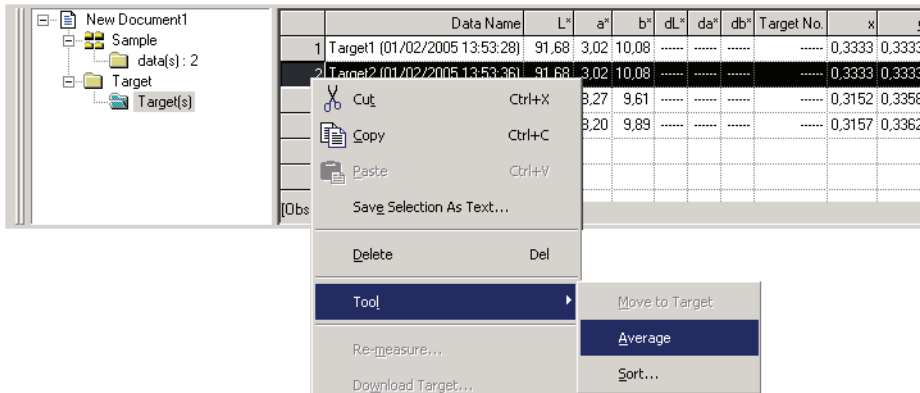 New Document1
Sample
data(s) : 2
Target
Target(s)
Data Name L* a* b* dL* da* db* Target No. x
1 Target1 (01/02/2005 13:53:28) 91,68 3,02 10,08 ----- ----- ----- ----- 0,3333 0,3333
2 Target2 (01/02/2005 13:53:36) 91,68 3,02 10,08 ----- ----- ----- ----- 0,3333 0,3333
3,27 9,61 ----- ----- ----- ----- 0,3152 0,3358
3,20 9,89 ----- ----- ----- ----- 0,3157 0,3362
[Obs
Cut Ctrl+X
Copy Ctrl+C
Paste Ctrl+V
Save Selection As Text...
Delete Del
Tool
Re-measure...
Download Target...
Move to Target
Average
Sort...